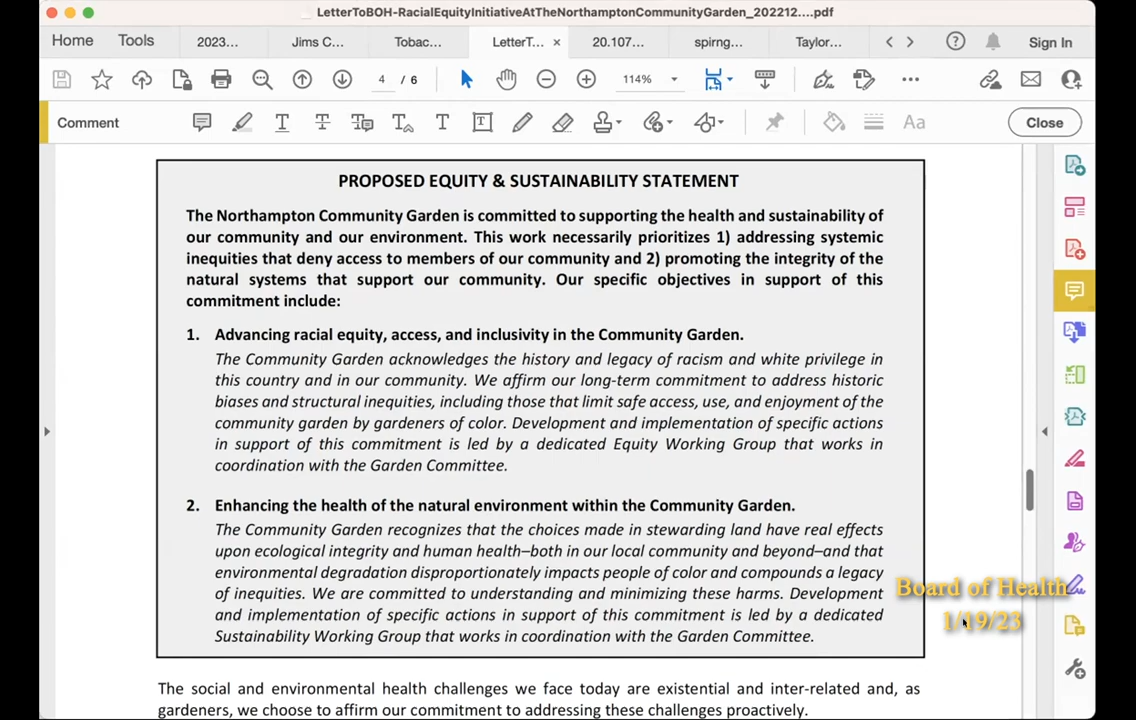 LetterToBOH-RacialEquityInitiativeAtTheNorthamptonCommunityGarden_202212....pdf
Home Tools 2023... Jims C... Tobac... LetterT... × 20.107... spirng... Taylor... Sign In
4 / 6 114%
Comment Close
PROPOSED EQUITY & SUSTAINABILITY STATEMENT
The Northampton Community Garden is committed to supporting the health and sustainability of
our community and our environment. This work necessarily prioritizes 1) addressing systemic
inequities that deny access to members of our community and 2) promoting the integrity of the
natural systems that support our community. Our specific objectives in support of this
commitment include:
1. Advancing racial equity, access, and inclusivity in the Community Garden.
The Community Garden acknowledges the history and legacy of racism and white privilege in
this country and in our community. We affirm our long-term commitment to address historic
biases and structural inequities, including those that limit safe access, use, and enjoyment of the
community garden by gardeners of color. Development and implementation of specific actions
in support of this commitment is led by a dedicated Equity Working Group that works in
coordination with the Garden Committee.
2. Enhancing the health of the natural environment within the Community Garden.
The Community Garden recognizes that the choices made in stewarding land have real effects
upon ecological integrity and human health–both in our local community and beyond–and that
environmental degradation disproportionately impacts people of color and compounds a legacy
of inequities. We are committed to understanding and minimizing these harms. Development
and implementation of specific actions in support of this commitment is led by a dedicated
Sustainability Working Group that works in coordination with the Garden Committee.
Board of Health
1/19/23
The social and environmental health challenges we face today are existential and inter-related and, as
gardeners, we choose to affirm our commitment to addressing these challenges proactively.